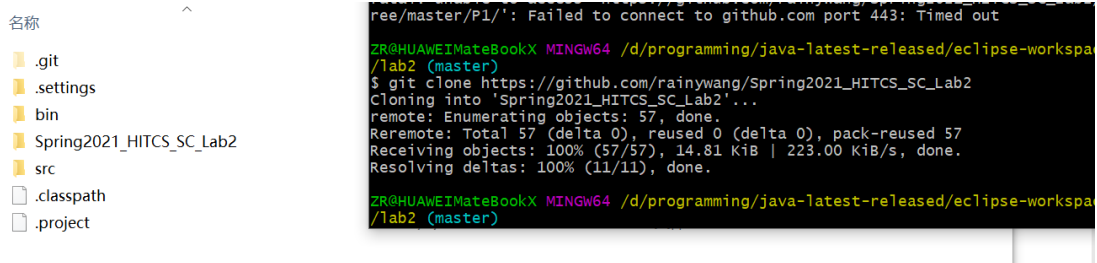 名称
.git
.settings
bin
Spring2021_HITCS_SC_Lab2
src
.classpath
.project
ree/master/P1/': Failed to connect to github.com port 443: Timed out
ZR@HUAWEIMateBookX MINGW64 /d/programming/java-latest-released/eclipse-workspac
/lab2 (master)
$ git clone https://github.com/rainywang/Spring2021_HITCS_SC_Lab2
Cloning into 'Spring2021_HITCS_SC_Lab2'...
remote: Enumerating objects: 57, done.
Reremote: Total 57 (delta 0), reused 0 (delta 0), pack-reused 57
Receiving objects: 100% (57/57), 14.81 KiB | 223.00 KiB/s, done.
Resolving deltas: 100% (11/11), done.
ZR@HUAWEIMateBookX MINGW64 /d/programming/java-latest-released/eclipse-workspac
/lab2 (master)